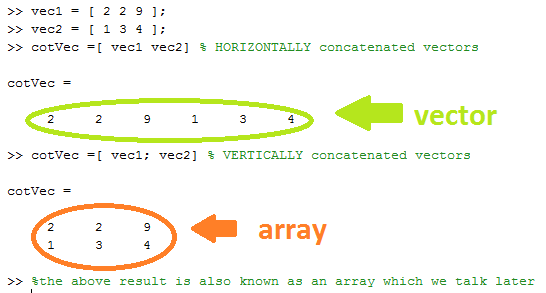 >> vec1 = [ 2 2 9 ];
>> vec2 = [ 1 3 4 ];
>> cotVec =[ vec1 vec2] % HORIZONTALLY concatenated vectors
cotVec =
2 2 9 1 3 4
vector
>> cotVec =[ vec1; vec2] % VERTICALLY concatenated vectors
cotVec =
2 2 9
1 3 4
array
>> %the above result is also known as an array which we talk later